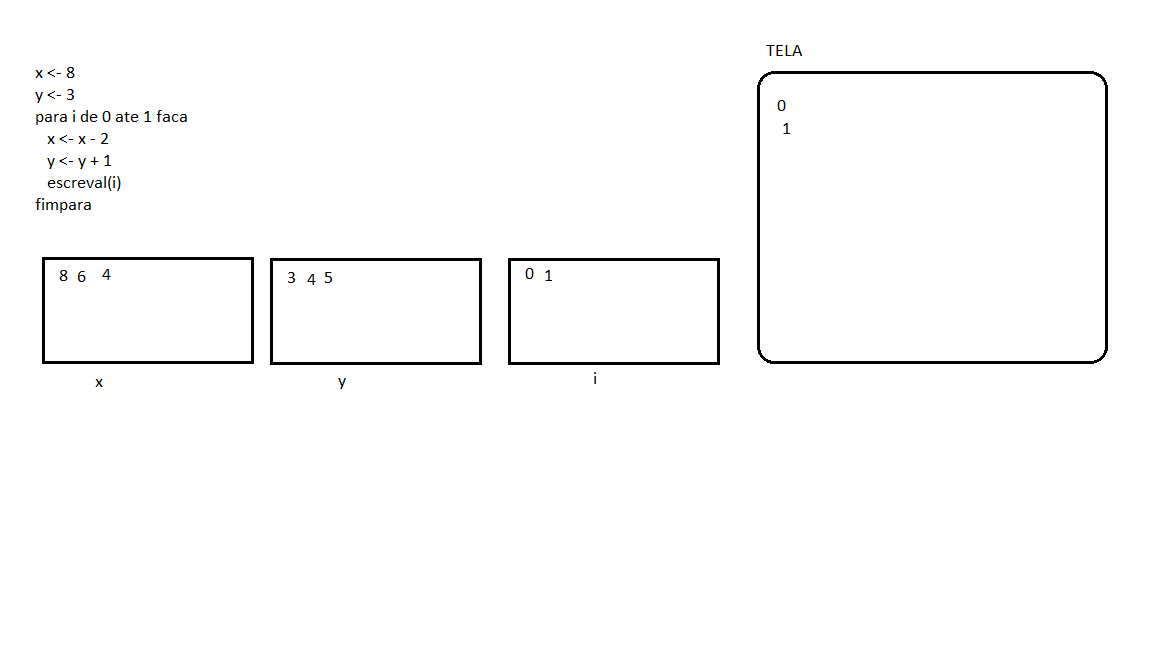 x <- 8
y <- 3
para i de 0 ate 1 faca
x <- x - 2
y <- y + 1
escreval(i)
fimpara
TELA
0
1
8 6 4
x
3 4 5
y
0 1
i